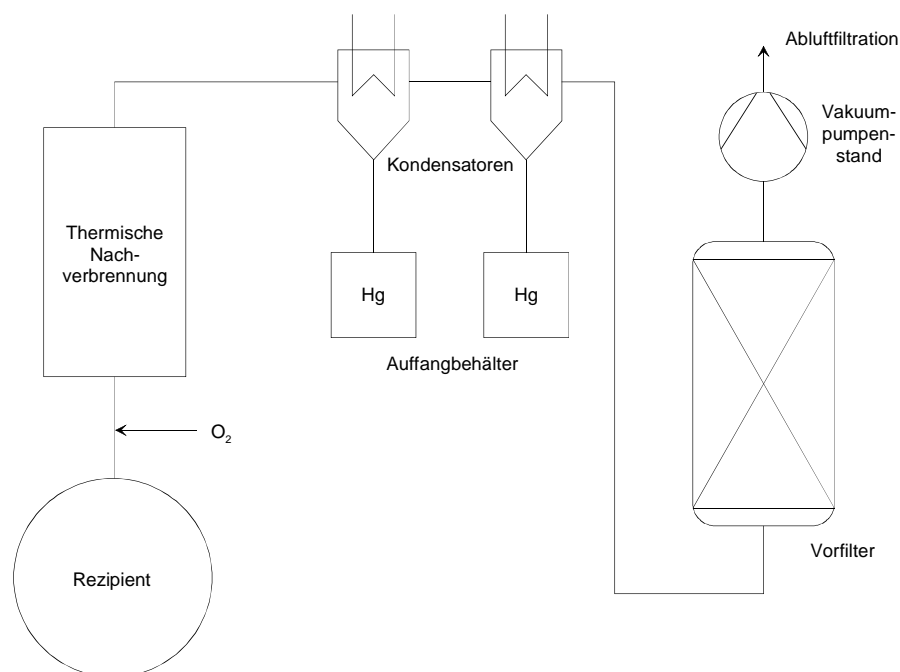 Abluftfiltration
Vakuum-
pumpen-
stand
Kondensatoren
Thermische
Nach-
verbrennung
Hg
Hg
Auffangbehälter
O2
Vorfilter
Rezipient